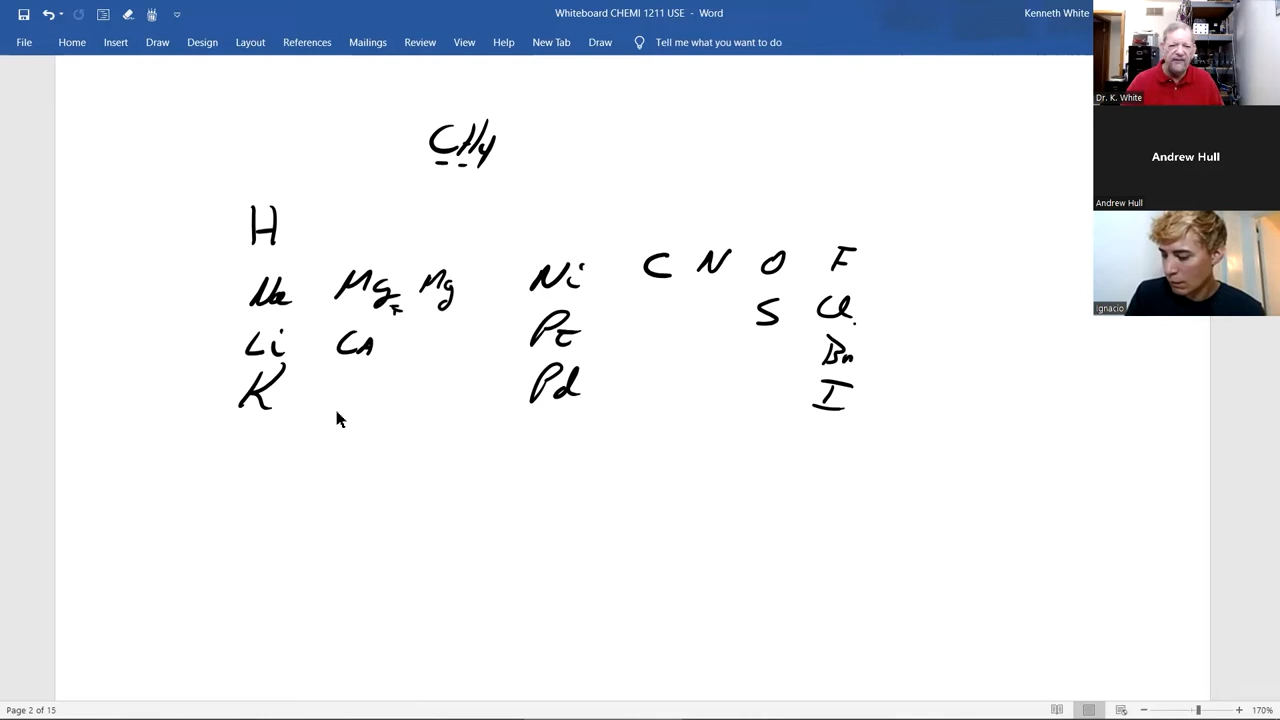 Whiteboard CHEMI 1211 USE - Word
Kenneth White
File Home Insert Draw Design Layout References Mailings Review View Help New Tab Draw Tell me what you want to do
Dr. K. White
Andrew Hull
Andrew Hull
Ignacio
CH4
H
C N O F
Na Mg Mg Ni
S Cl
Li CA Pt
Br
K Pd I
Page 2 of 15
170%